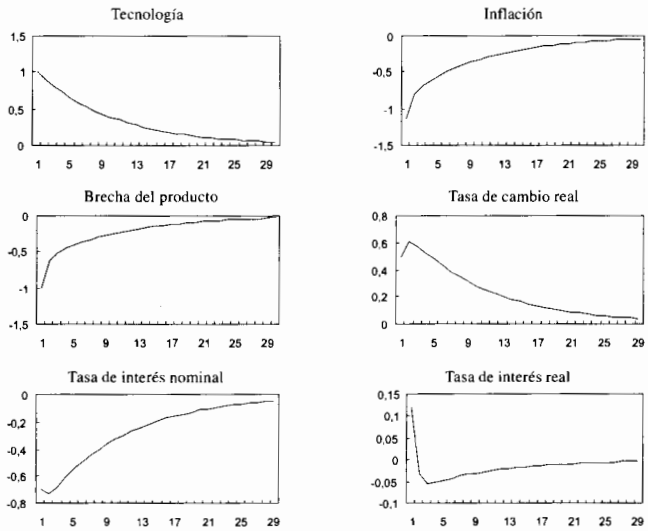 Tecnología
1,5
1
0,5
0
1 5 9 13 17 21 25 29
Inflación
0
-0,5
-1
-1,5
1 5 9 13 17 21 25 29
Brecha del producto
0
-0,5
-1
-1,5
1 5 9 13 17 21 25 29
Tasa de cambio real
0,8
0,6
0,4
0,2
0
1 5 9 13 17 21 25 29
Tasa de interés nominal
0
-0,2
-0,4
-0,6
-0,8
1 5 9 13 17 21 25 29
Tasa de interés real
0,15
0,1
0,05
0
-0,05
-0,1
1 5 9 13 17 21 25 29